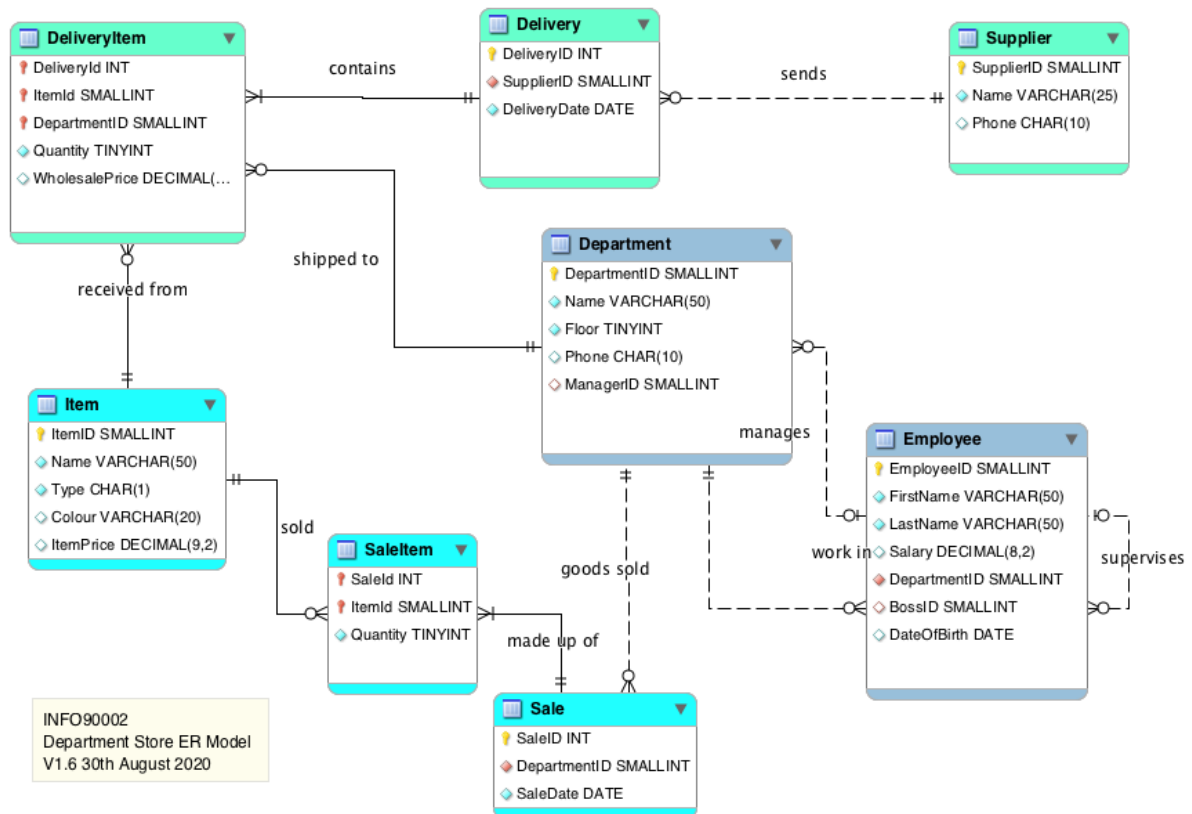 DeliveryItem
DeliveryId INT
ItemId SMALLINT
DepartmentID SMALLINT
Quantity TINYINT
WholesalePrice DECIMAL(...
contains
Delivery
DeliveryID INT
SupplierID SMALLINT
DeliveryDate DATE
sends
Supplier
SupplierID SMALLINT
Name VARCHAR(25)
Phone CHAR(10)
shipped to
received from
Department
DepartmentID SMALLINT
Name VARCHAR(50)
Floor TINYINT
Phone CHAR(10)
ManagerID SMALLINT
manages
Item
ItemID SMALLINT
Name VARCHAR(50)
Type CHAR(1)
Colour VARCHAR(20)
ItemPrice DECIMAL(9,2)
sold
Employee
EmployeeID SMALLINT
FirstName VARCHAR(50)
LastName VARCHAR(50)
Salary DECIMAL(8,2)
DepartmentID SMALLINT
BossID SMALLINT
DateOfBirth DATE
work in
supervises
SaleItem
SaleId INT
ItemId SMALLINT
Quantity TINYINT
goods sold
made up of
Sale
SaleID INT
DepartmentID SMALLINT
SaleDate DATE
INFO90002
Department Store ER Model
V1.6 30th August 2020